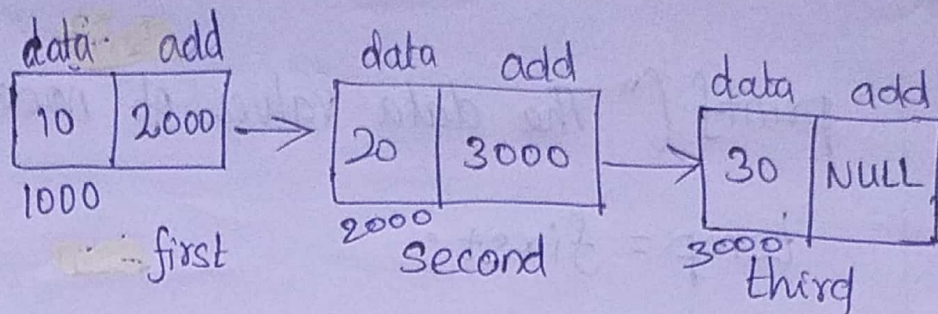 data add
10 2000
1000
first
data add
20 3000
2000
second
data add
30 NULL
3000
third